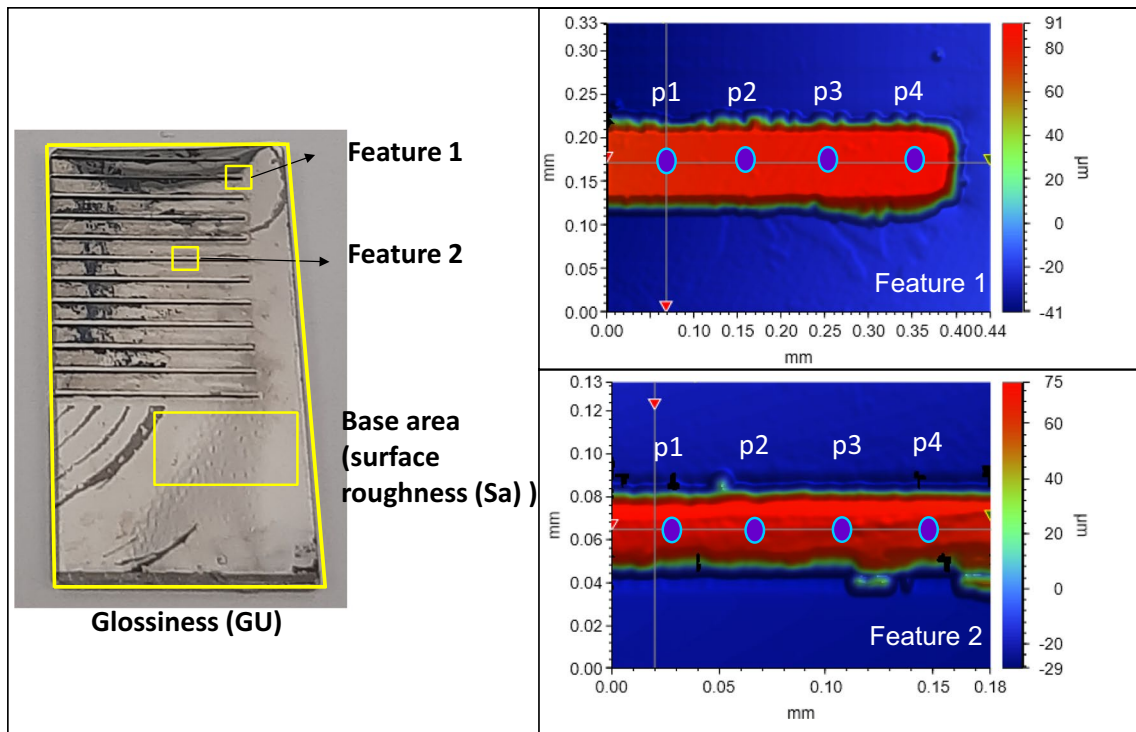 Feature 1
Feature 2
Base area
(surface
roughness (Sa) )
Glossiness (GU)
0.33
0.25
0.23
0.20
0.15
0.10
0.05
0.00
mm
p1 p2 p3 p4
Feature 1
0.00 0.05 0.10 0.15 0.20 0.25 0.30 0.35 0.40 0.44
mm
91
80
60
40
20
0
-20
-41
µm
0.13
0.10
0.08
0.06
0.04
0.00
mm
p1 p2 p3 p4
Feature 2
0.00 0.05 0.10 0.15 0.18
mm
75
60
40
20
0
-20
-29
µm